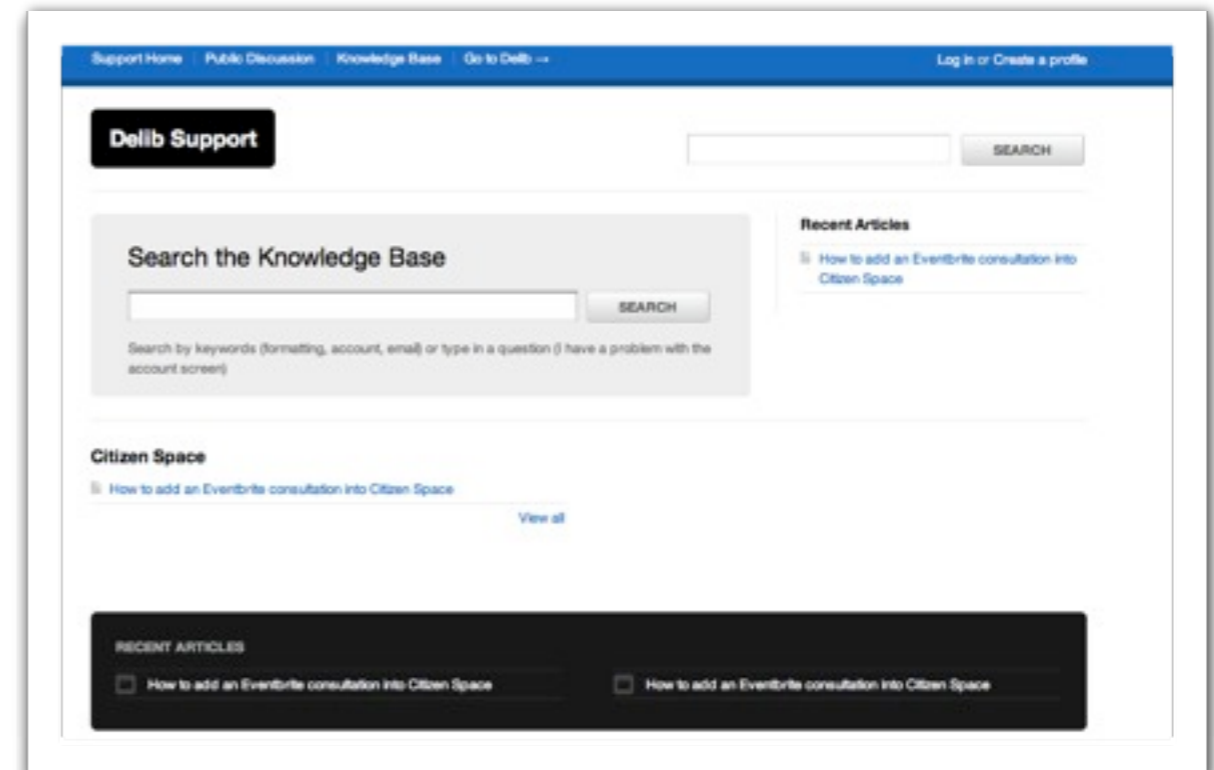 Support Home Public Discussion Knowledge Base Go to Delib →
Log in or Create a profile
Delib Support
SEARCH
Search the Knowledge Base
SEARCH
Search by keywords (formatting, account, email) or type in a question (I have a problem with the
account screen)
Recent Articles
How to add an Eventbrite consultation into
Citizen Space
Citizen Space
How to add an Eventbrite consultation into Citizen Space
View all
RECENT ARTICLES
How to add an Eventbrite consultation into Citizen Space
How to add an Eventbrite consultation into Citizen Space